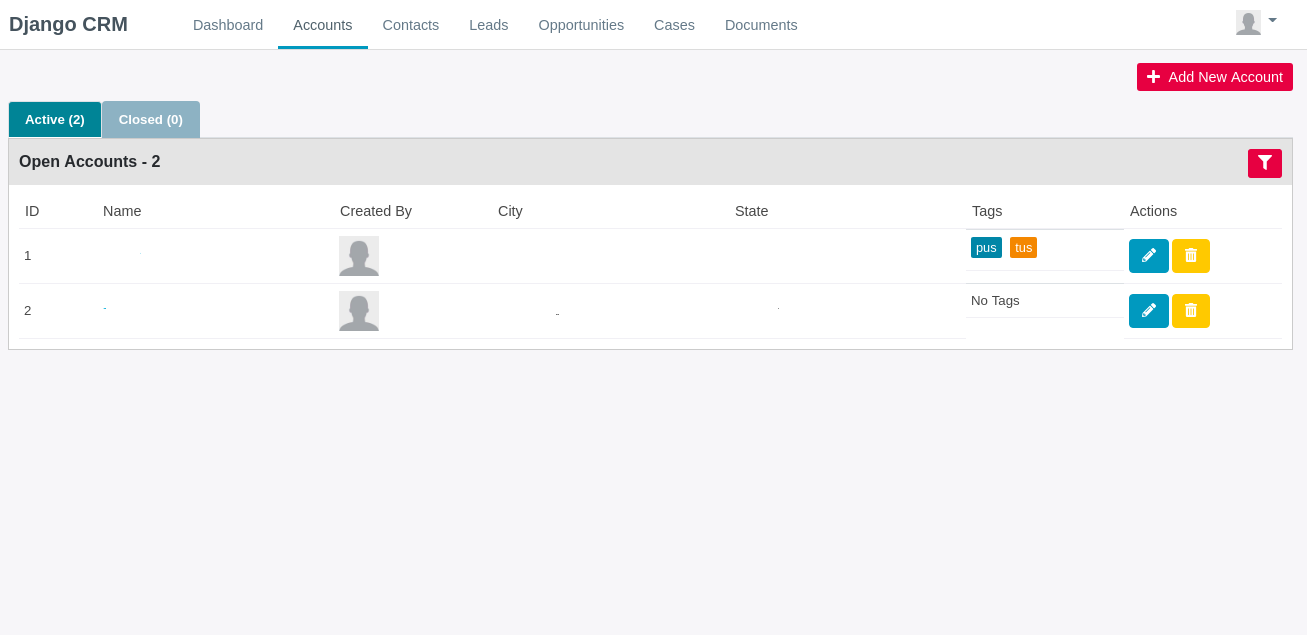 Django CRM Dashboard Accounts Contacts Leads Opportunities Cases Documents
Add New Account
Active (2) Closed (0)
Open Accounts - 2
ID Name Created By City State Tags Actions
1 pus tus
2 No Tags